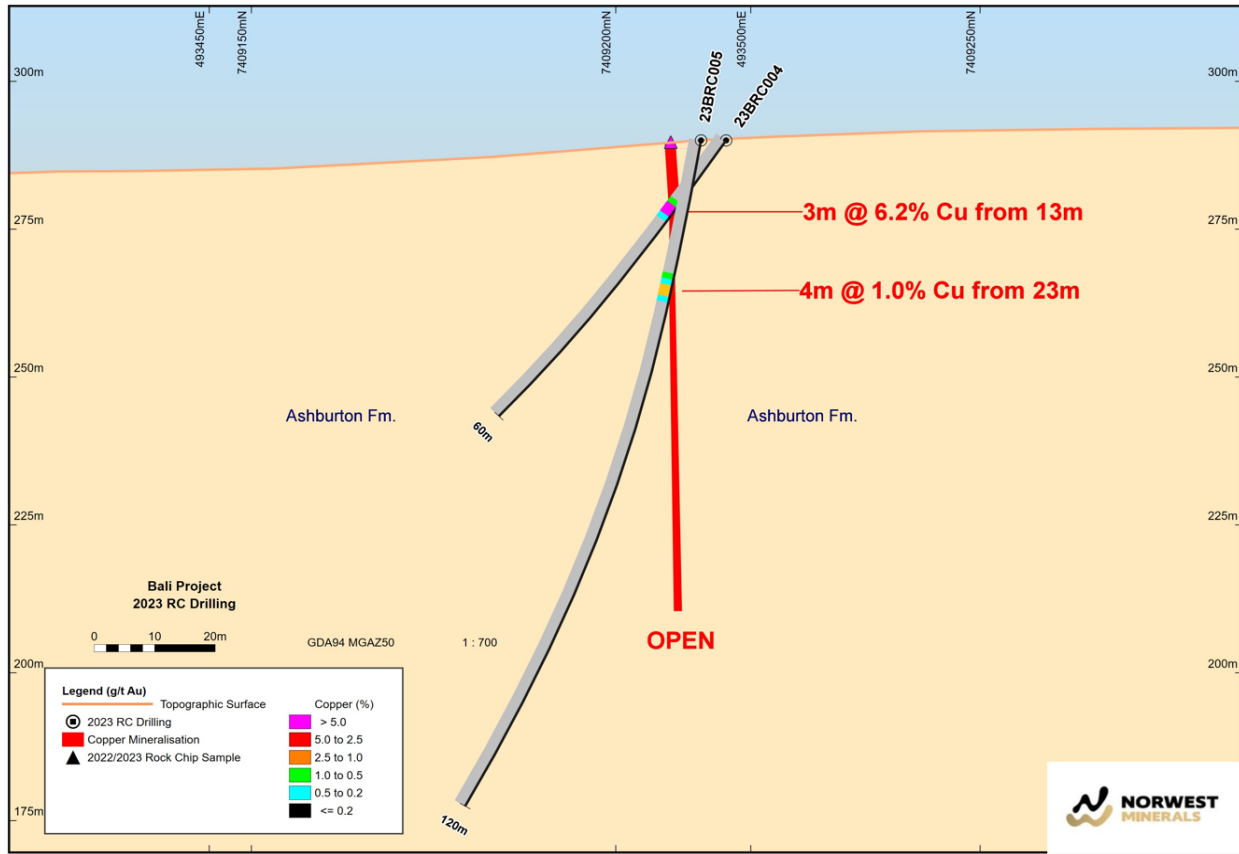 493450mE
7409150mN
7409200mN
493500mE
7409250mN
300m
300m
23BRC005
23BRC004
3m @ 6.2% Cu from 13m
275m
275m
4m @ 1.0% Cu from 23m
250m
250m
Ashburton Fm.
Ashburton Fm.
60m
225m
225m
Bali Project
2023 RC Drilling
0 10 20m
GDA94 MGAZ50
1 : 700
OPEN
200m
200m
Legend (g/t Au)
Topographic Surface
2023 RC Drilling
Copper Mineralisation
2022/2023 Rock Chip Sample
Copper (%)
> 5.0
5.0 to 2.5
2.5 to 1.0
1.0 to 0.5
0.5 to 0.2
<= 0.2
120m
175m
175m
NORWEST
MINERALS